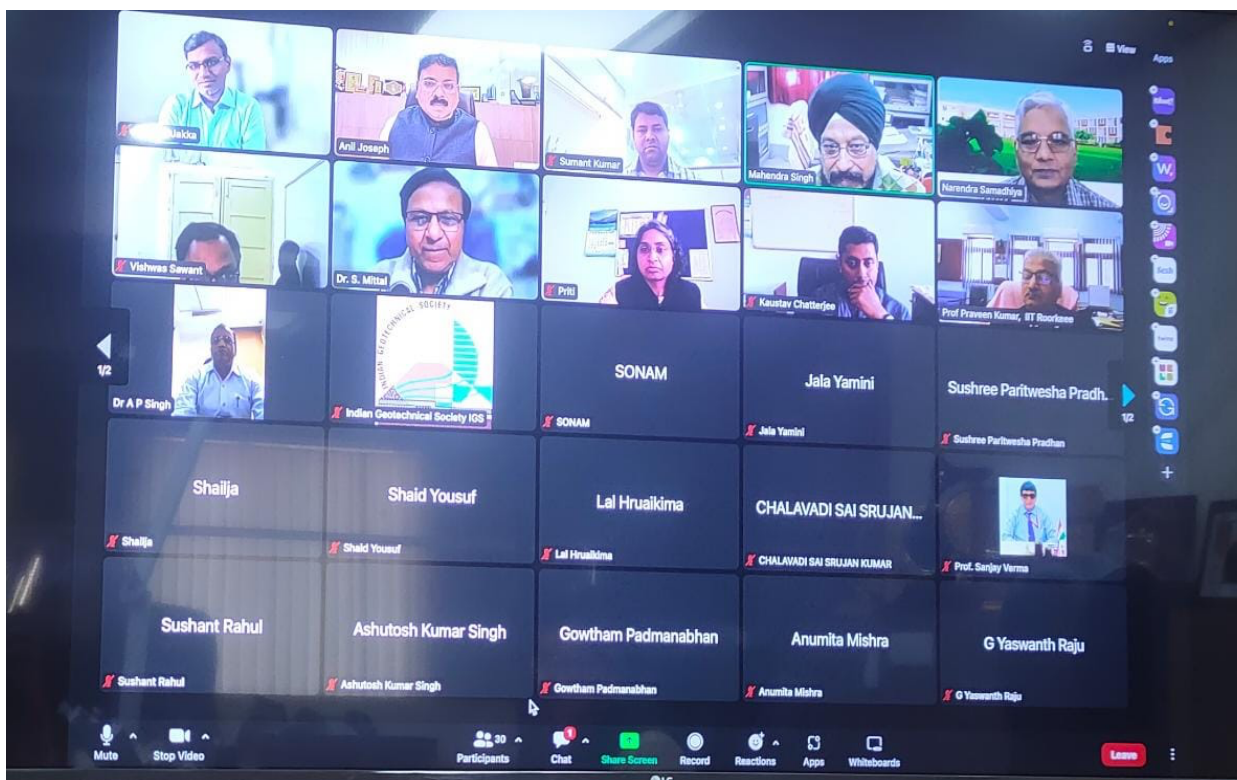 View
Apps
Jakka
Anil Joseph
Sumant Kumar
Mahendra Singh
Narendra Samadhiya
Vishwas Sawant
Dr. S. Mittal
Priti
Kaustav Chatterjee
Prof Praveen Kumar, IIT Roorkeee
1/2
Dr A P Singh
INDIAN GEOTECHNICAL SOCIETY
Indian Geotechnical Society IGS
SONAM
SONAM
Jala Yamini
Jala Yamini
Sushree Paritwesha Pradh...
Sushree Paritwesha Pradhan
1/2
Shailja
Shailja
Shaid Yousuf
Shaid Yousuf
Lal Hruaikima
Lal Hruaikima
CHALAVADI SAI SRUJAN...
CHALAVADI SAI SRUJAN KUMAR
Prof. Sanjay Verma
Sushant Rahul
Sushant Rahul
Ashutosh Kumar Singh
Ashutosh Kumar Singh
Gowtham Padmanabhan
Gowtham Padmanabhan
Anumita Mishra
Anumita Mishra
G Yaswanth Raju
G Yaswanth Raju
Mute
Stop Video
30
Participants
1
Chat
Share Screen
Record
Reactions
Apps
Whiteboards
Leave